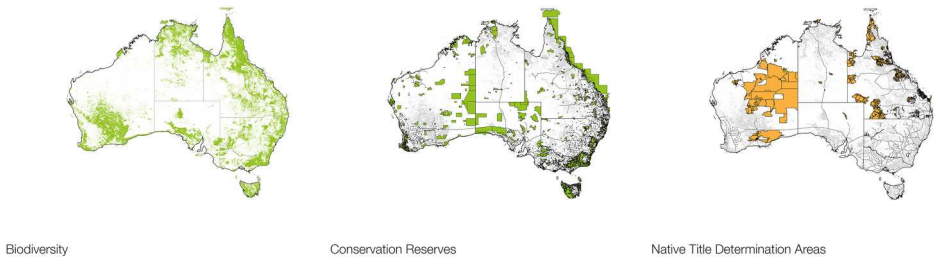 Biodiversity
Conservation Reserves
Native Title Determination Areas